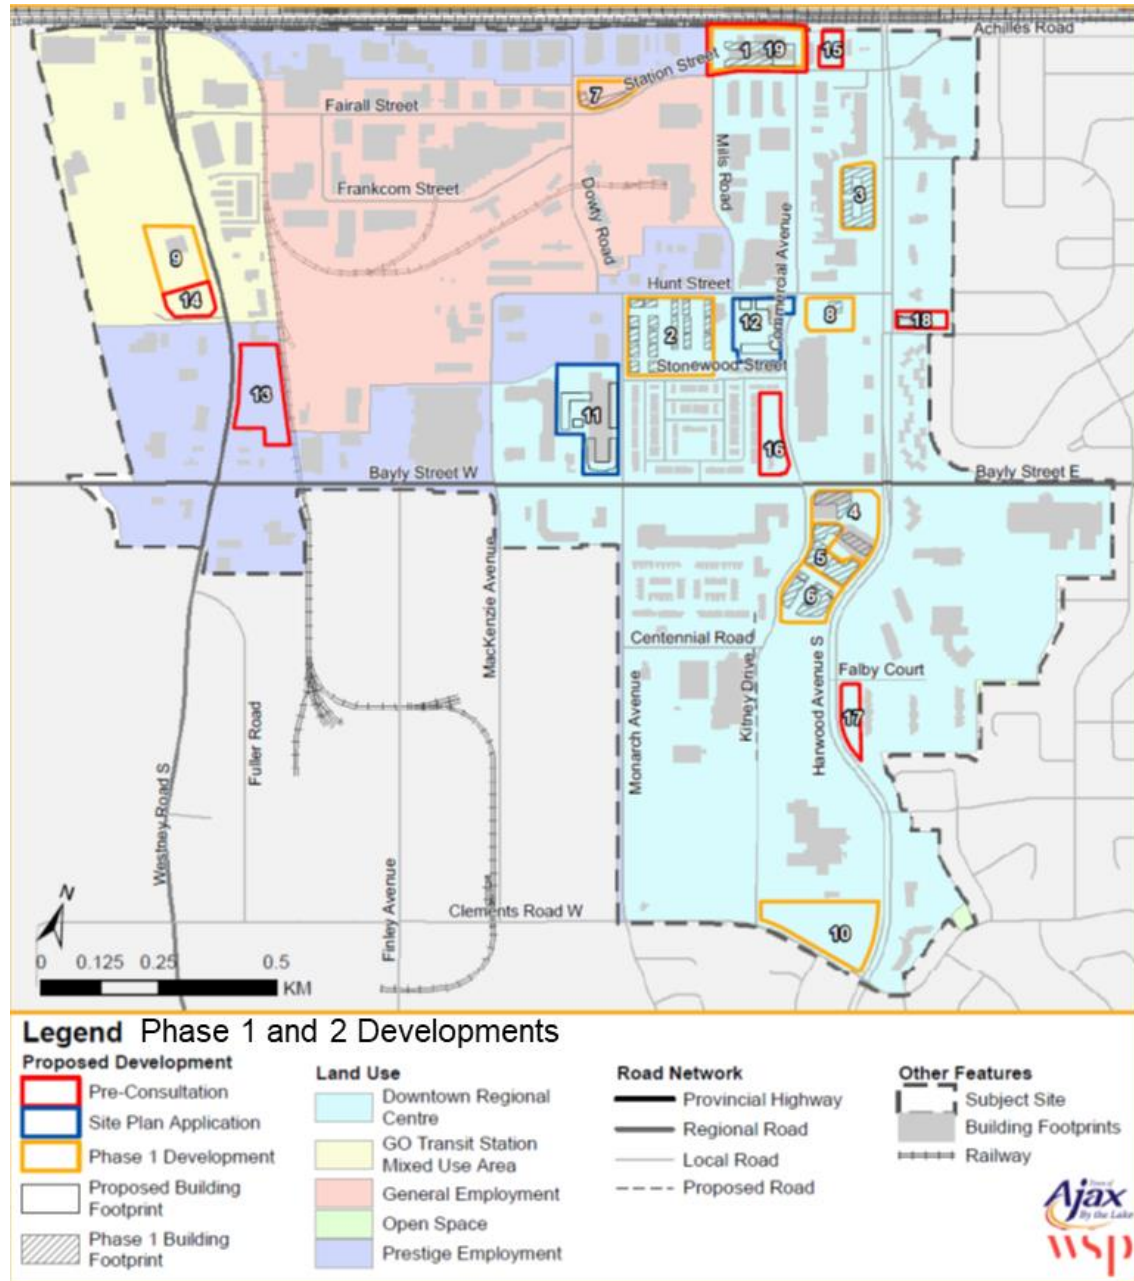 Achilles Road
1 19
15
Station Street
7
Fairall Street
Mills Road
Frankcom Street
Dowty Road
3
Commercial Avenue
9
Hunt Street
14
2
12
8
18
Stonewood Street
13
11
16
Bayly Street W
Bayly Street E
4
5
6
MacKenzie Avenue
Centennial Road
Falby Court
Monarch Avenue
Kitney Drive
Harwood Avenue S
17
Fuller Road
Westney Road S
Finley Avenue
N
Clements Road W
10
0 0.125 0.25 0.5
KM
Legend Phase 1 and 2 Developments
Proposed Development
Pre-Consultation
Site Plan Application
Phase 1 Development
Proposed Building
Footprint
Phase 1 Building
Footprint
Land Use
Downtown Regional
Centre
GO Transit Station
Mixed Use Area
General Employment
Open Space
Prestige Employment
Road Network
Provincial Highway
Regional Road
Local Road
Proposed Road
Other Features
Subject Site
Building Footprints
Railway
Town of
Ajax
By the Lake
wsp